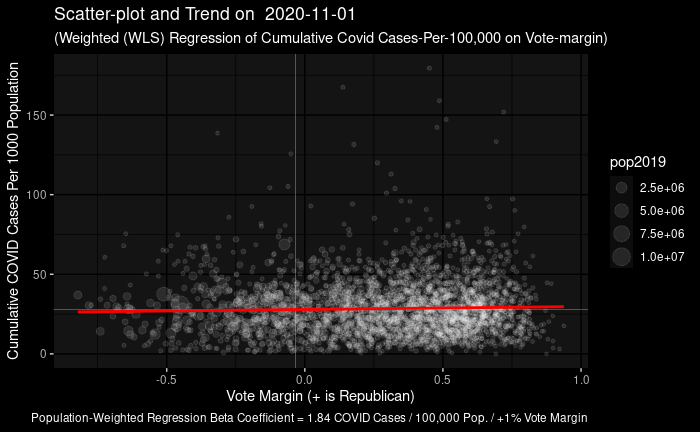 Scatter-plot and Trend on  2020-11-01
(Weighted (WLS) Regression of Cumulative Covid Cases-Per-100,000 on Vote-margin)
Cumulative COVID Cases Per 1000 Population
150
100
50
0
-0.5
0.0
0.5
1.0
Vote Margin (+ is Republican)
pop2019
2.5e+06
5.0e+06
7.5e+06
1.0e+07
Population-Weighted Regression Beta Coefficient = 1.84 COVID Cases / 100,000 Pop. / +1% Vote Margin